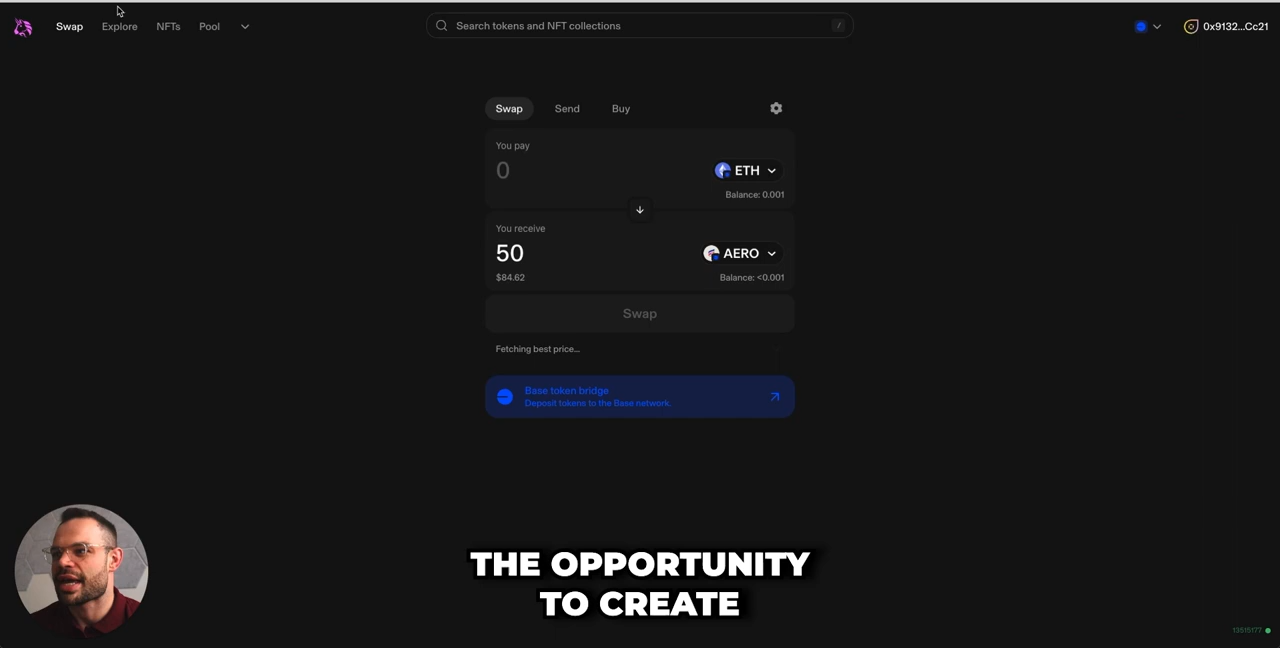 Swap
Explore
NFTs
Pool
Search tokens and NFT collections
/
0x9132...Cc21
Swap
Send
Buy
You pay
0
ETH
Balance: 0.001
You receive
50
AERO
$84.62
Balance: <0.001
Swap
Fetching best price...
Base token bridge
Deposit tokens to the Base network.
THE OPPORTUNITY
TO CREATE
13515177